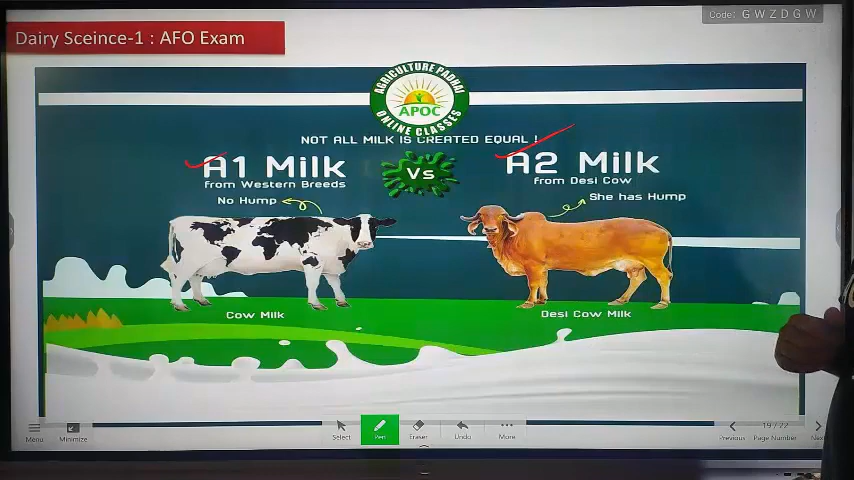 Code: G W Z D G W
Dairy Sceince-1 : AFO Exam
AGRICULTURE PADHAI
APOC
ONLINE CLASSES
NOT ALL MILK IS CREATED EQUAL !
A1 Milk
from Western Breeds
Vs
A2 Milk
from Desi Cow
No Hump
She has Hump
Cow Milk
Desi Cow Milk
Menu
Minimize
Select
Pen
Eraser
Undo
More
Previous
19 / 22
Page Number
Next